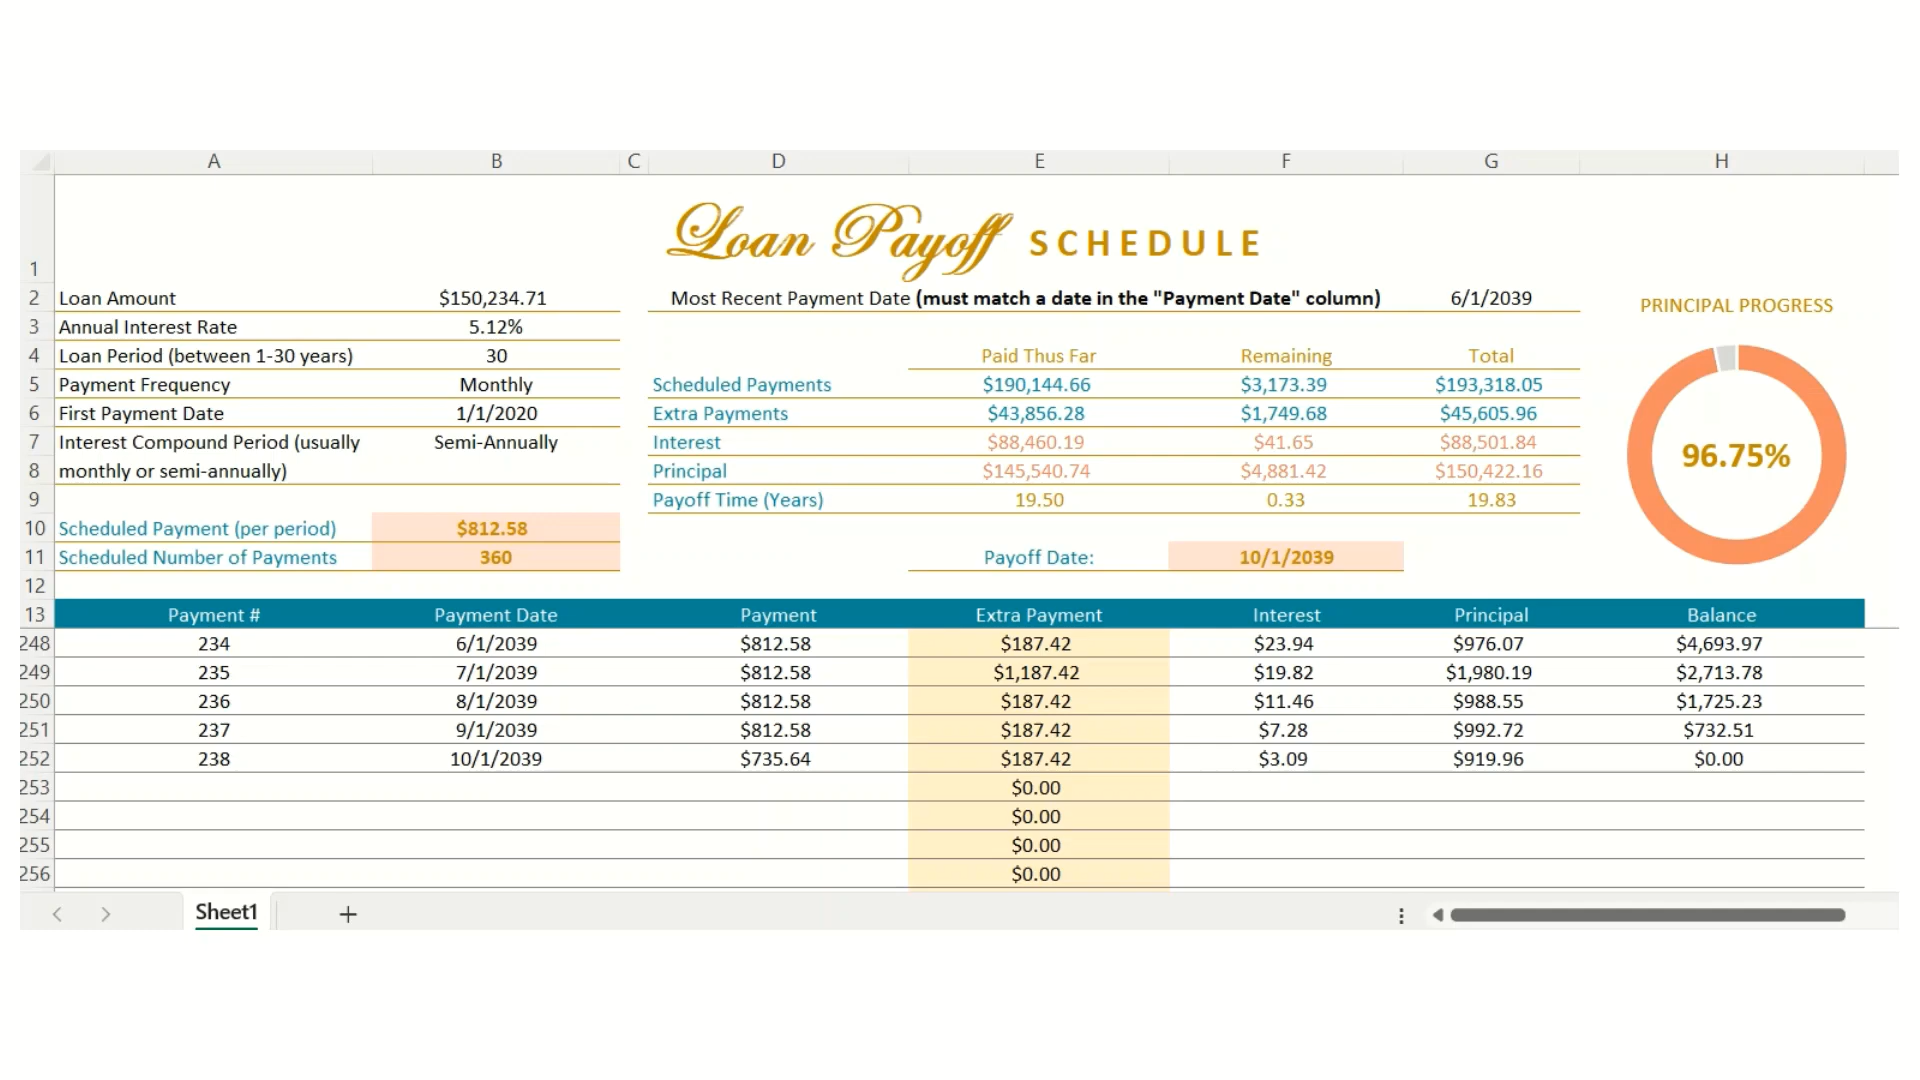 A B C D E F G H
1 Loan Payoff SCHEDULE
2 Loan Amount $150,234.71 Most Recent Payment Date (must match a date in the "Payment Date" column) 6/1/2039
PRINCIPAL PROGRESS
3 Annual Interest Rate 5.12%
4 Loan Period (between 1-30 years) 30 Paid Thus Far Remaining Total
5 Payment Frequency Monthly Scheduled Payments $190,144.66 $3,173.39 $193,318.05
6 First Payment Date 1/1/2020 Extra Payments $43,856.28 $1,749.68 $45,605.96
7 Interest Compound Period (usually Semi-Annually Interest $88,460.19 $41.65 $88,501.84
96.75%
8 monthly or semi-annually) Principal $145,540.74 $4,881.42 $150,422.16
9 Payoff Time (Years) 19.50 0.33 19.83
10 Scheduled Payment (per period) $812.58
11 Scheduled Number of Payments 360 Payoff Date: 10/1/2039
12
13 Payment # Payment Date Payment Extra Payment Interest Principal Balance
248 234 6/1/2039 $812.58 $187.42 $23.94 $976.07 $4,693.97
249 235 7/1/2039 $812.58 $1,187.42 $19.82 $1,980.19 $2,713.78
250 236 8/1/2039 $812.58 $187.42 $11.46 $988.55 $1,725.23
251 237 9/1/2039 $812.58 $187.42 $7.28 $992.72 $732.51
252 238 10/1/2039 $735.64 $187.42 $3.09 $919.96 $0.00
253 $0.00
254 $0.00
255 $0.00
256 $0.00
Sheet1